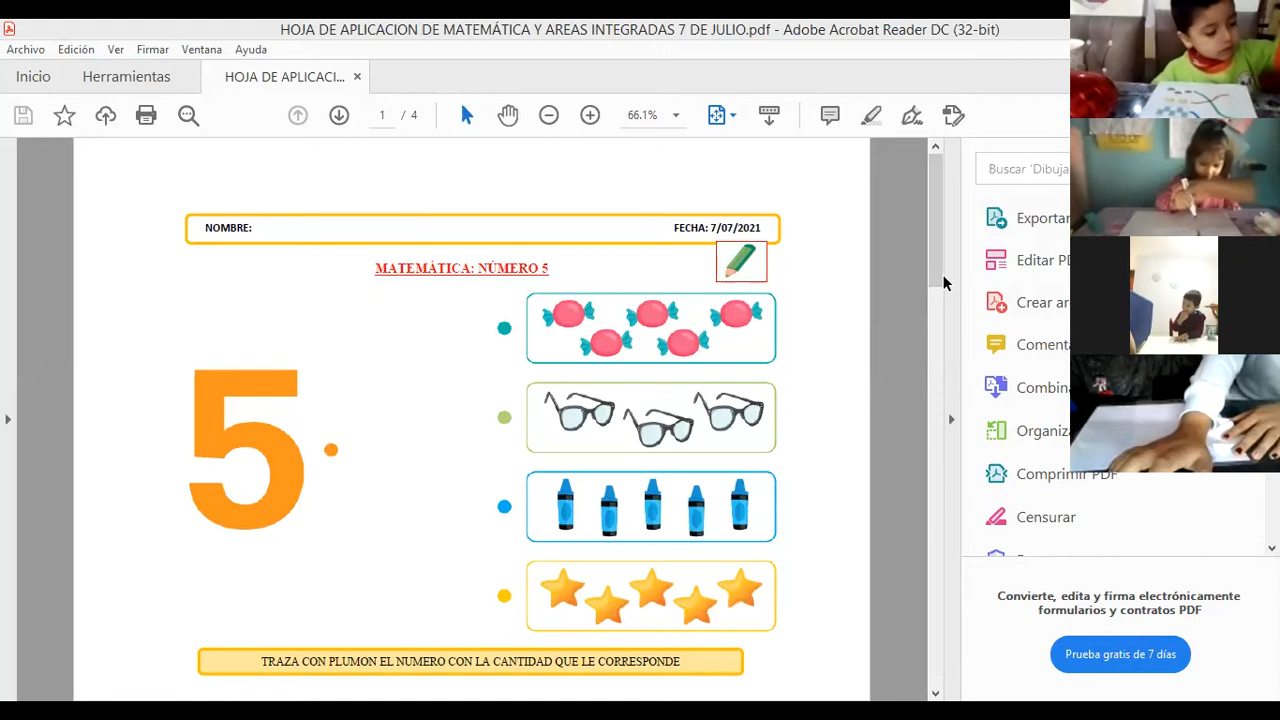 HOJA DE APLICACION DE MATEMÁTICA Y AREAS INTEGRADAS 7 DE JULIO.pdf - Adobe Acrobat Reader DC (32-bit)
Archivo Edición Ver Firmar Ventana Ayuda
Inicio Herramientas HOJA DE APLICACI... ×
1 / 4 66.1%
Buscar 'Dibuja
NOMBRE: FECHA: 7/07/2021
MATEMÁTICA: NÚMERO 5
5
TRAZA CON PLUMON EL NUMERO CON LA CANTIDAD QUE LE CORRESPONDE
Exportar
Editar PD
Crear ar
Comenta
Combina
Organiza
Comprimir PDF
Censurar
Convierte, edita y firma electrónicamente
formularios y contratos PDF
Prueba gratis de 7 días